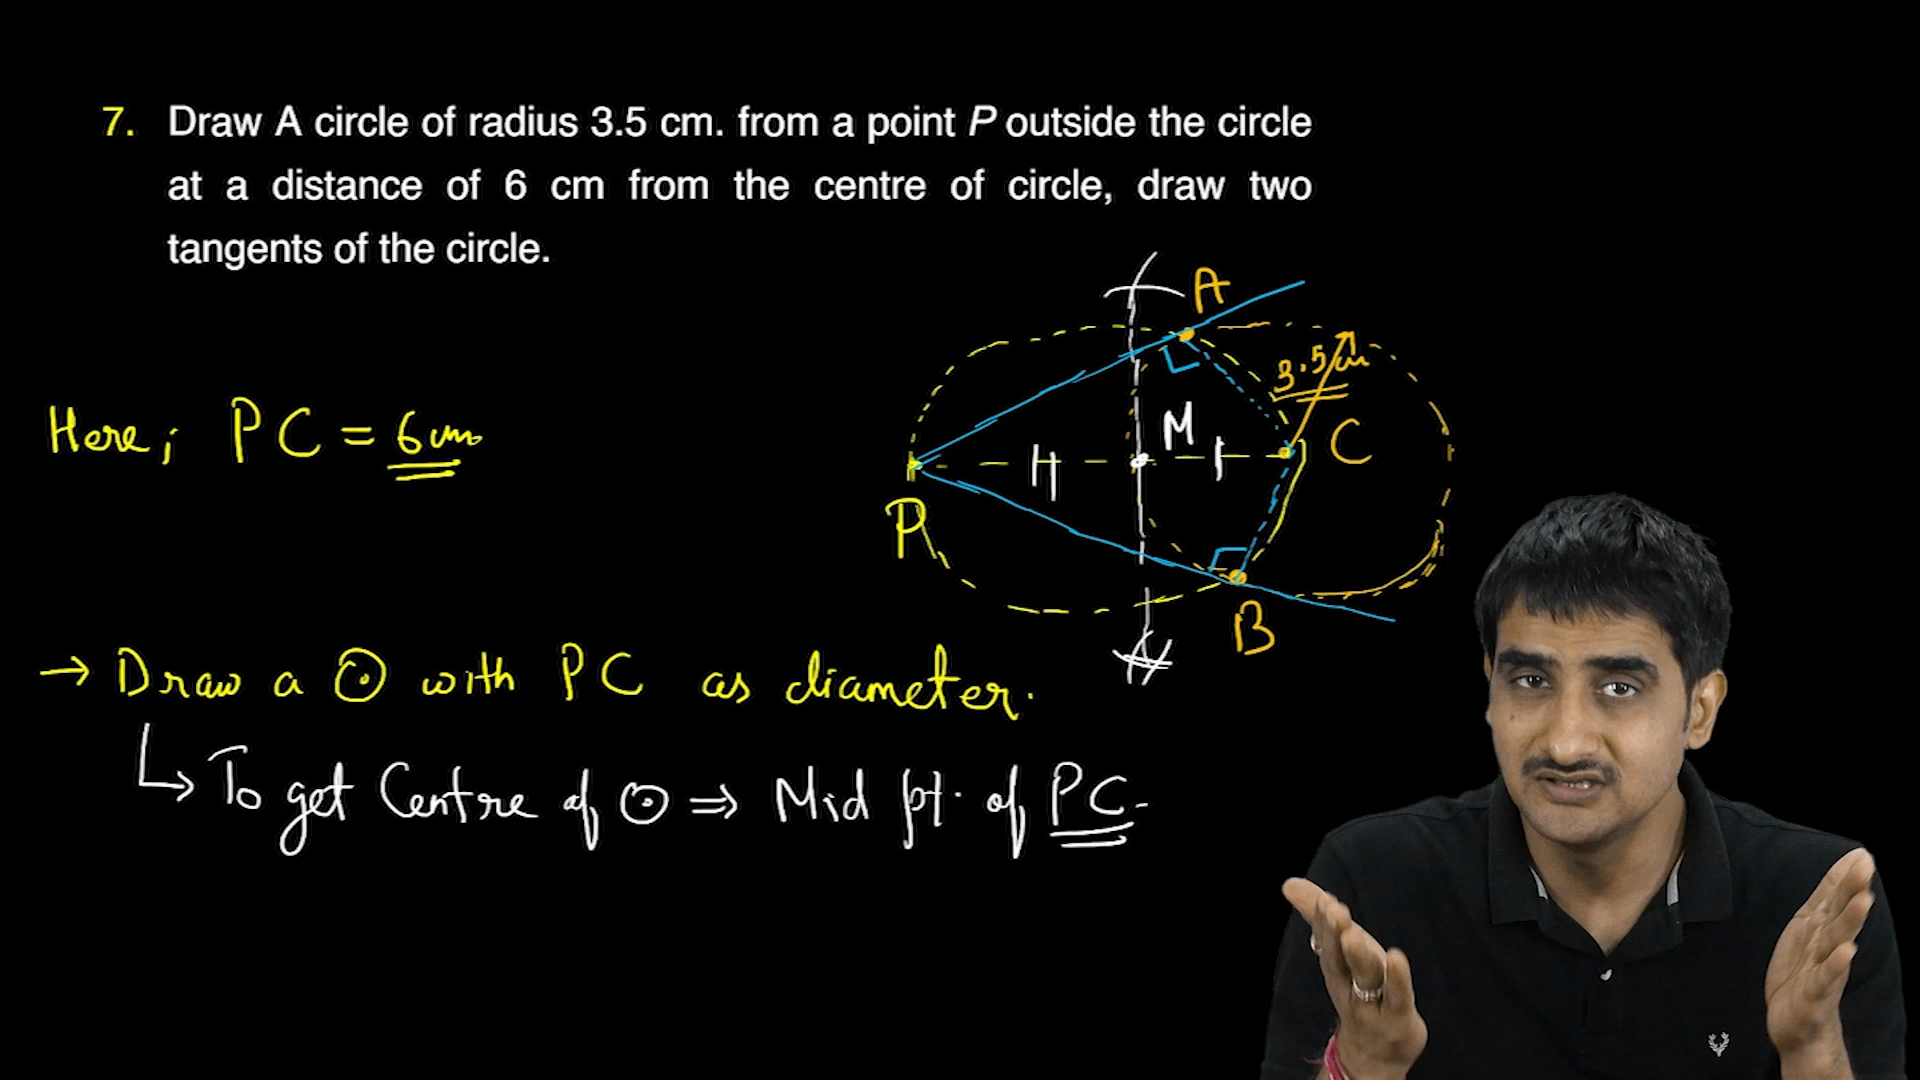 7. Draw A circle of radius 3.5 cm. from a point P outside the circle
at a distance of 6 cm from the centre of circle, draw two
tangents of the circle.
A
3.5 cm
M
C
Here; PC = 6cm
P
B
→ Draw a ⊙ with PC as diameter.
↳ To get Centre of ⊙ ⇒ Mid pt. of PC.